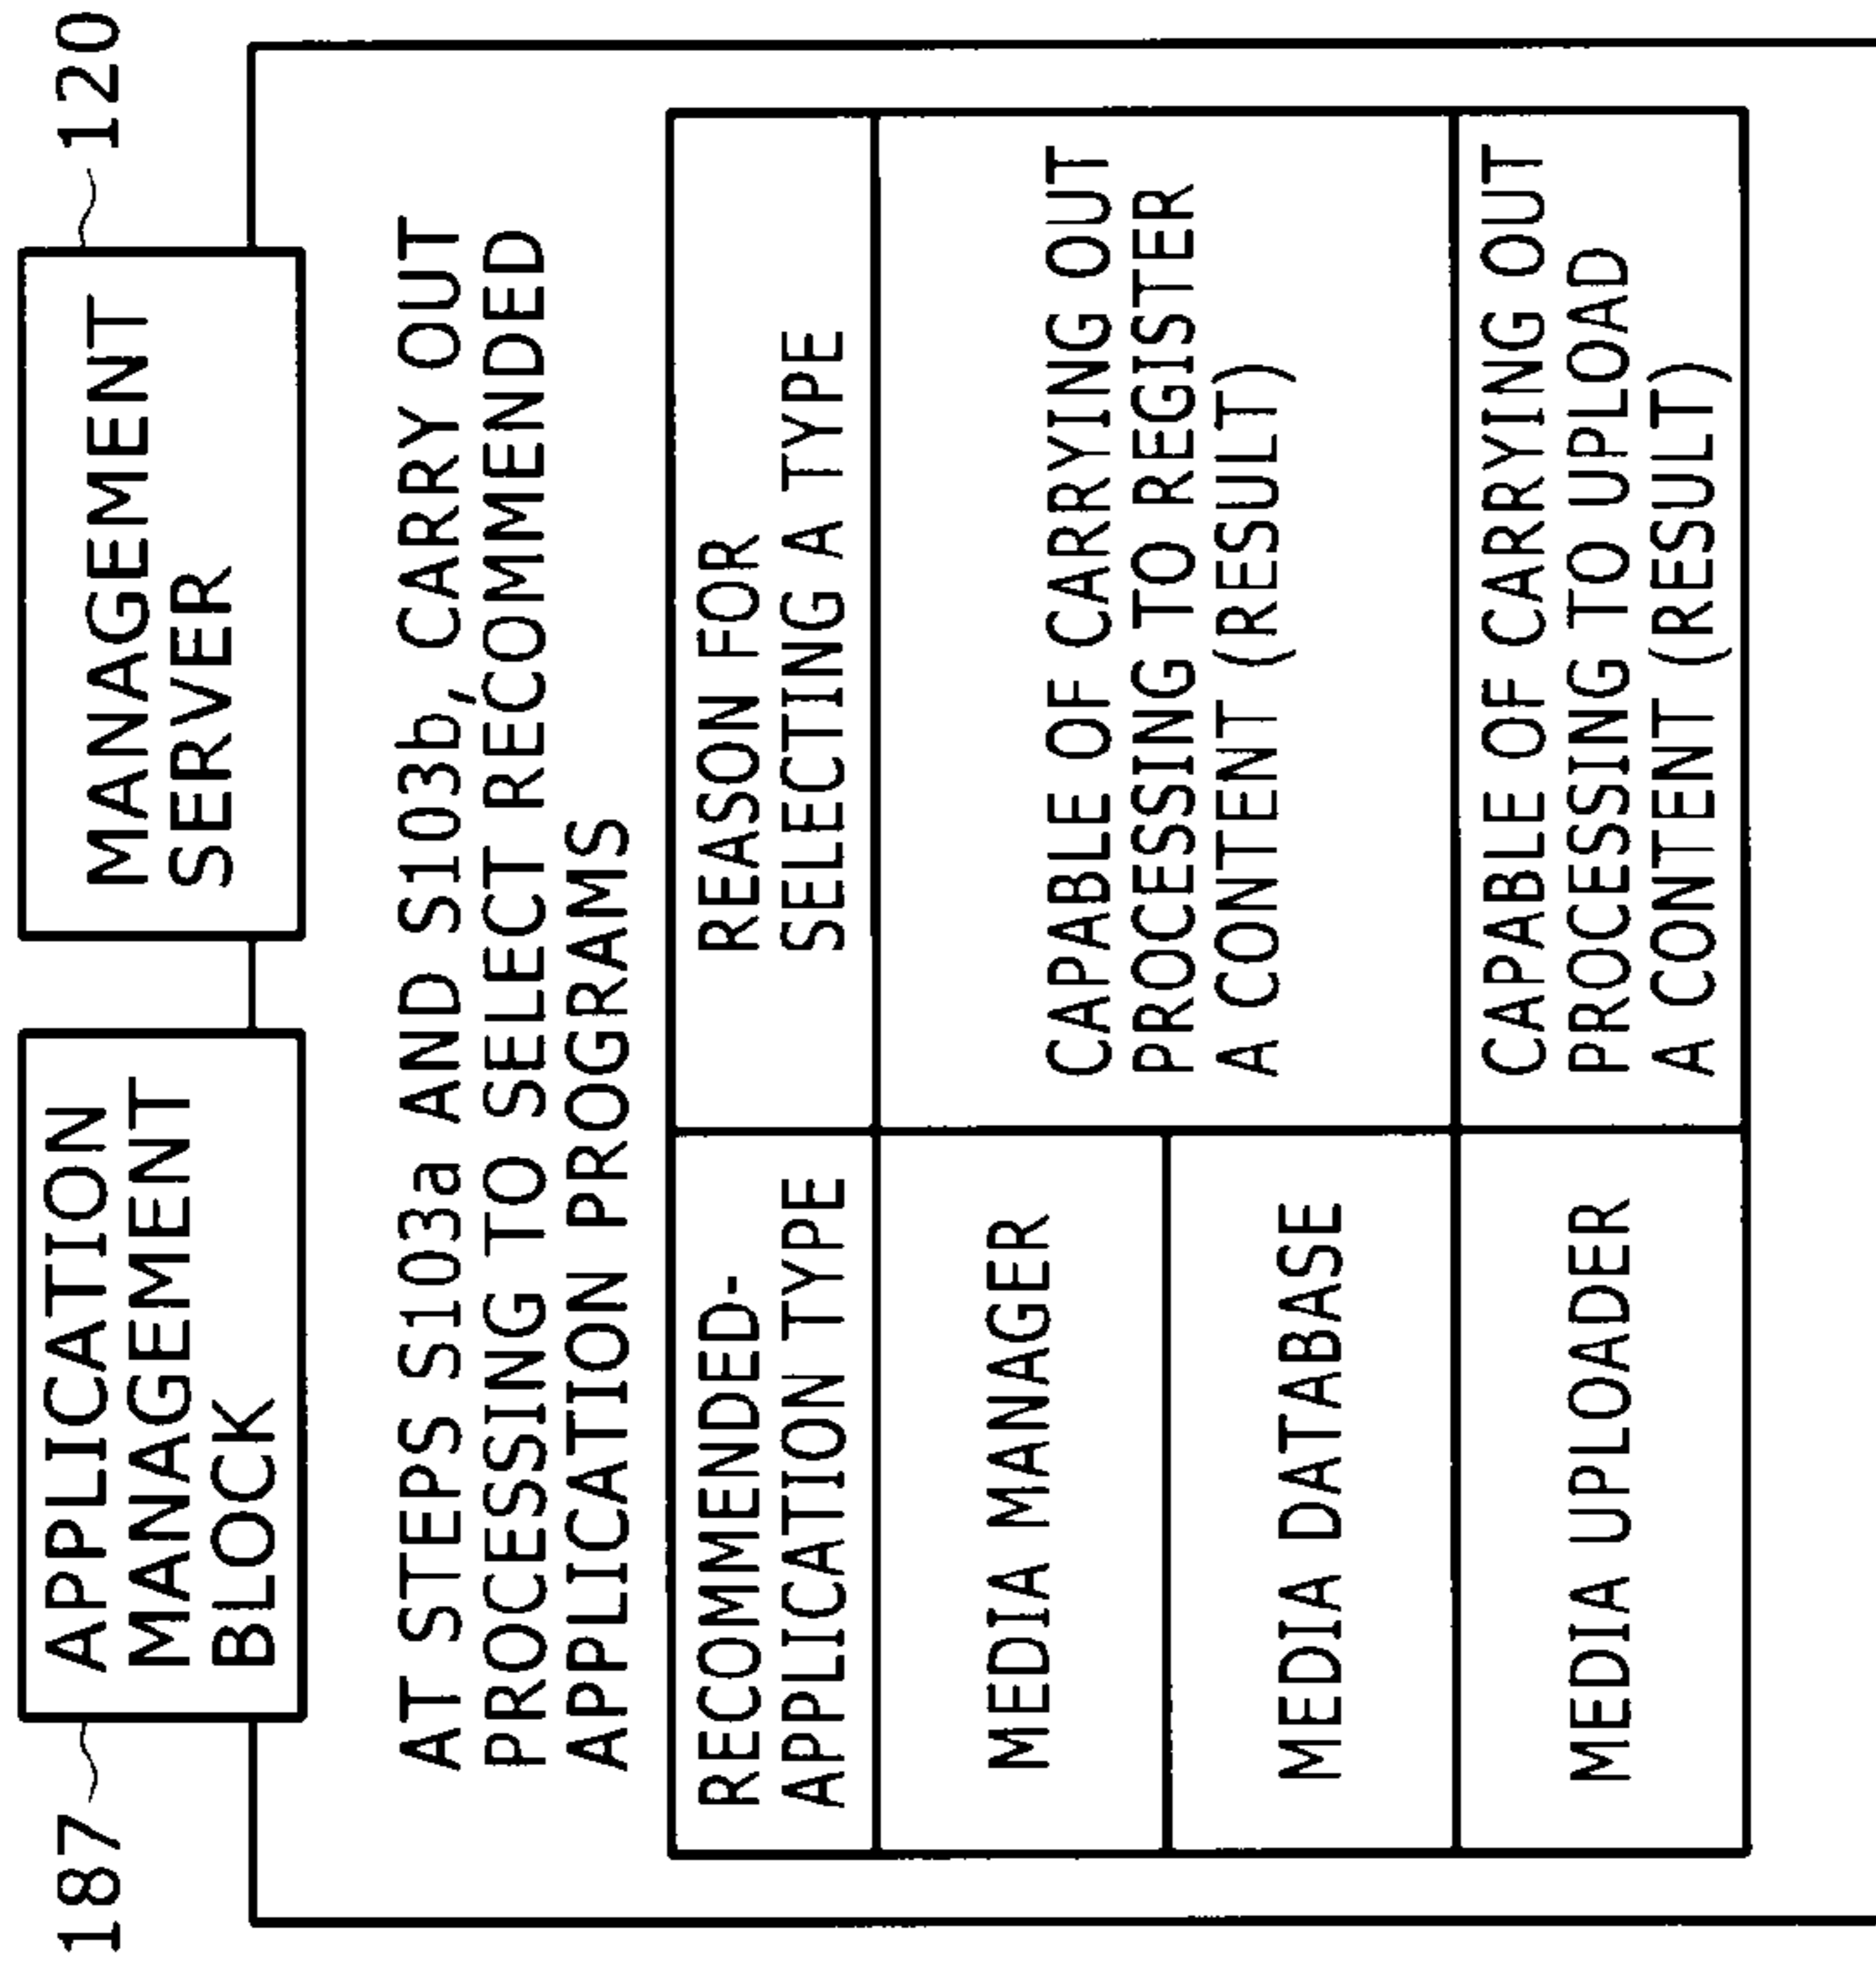 187
APPLICATION
MANAGEMENT
BLOCK
MANAGEMENT
SERVER
120
AT STEPS S103a AND S103b, CARRY OUT
PROCESSING TO SELECT RECOMMENDED
APPLICATION PROGRAMS
RECOMMENDED-
APPLICATION TYPE
REASON FOR
SELECTING A TYPE
MEDIA MANAGER
MEDIA DATABASE
CAPABLE OF CARRYING OUT
PROCESSING TO REGISTER
A CONTENT (RESULT)
MEDIA UPLOADER
CAPABLE OF CARRYING OUT
PROCESSING TO UPLOAD
A CONTENT (RESULT)